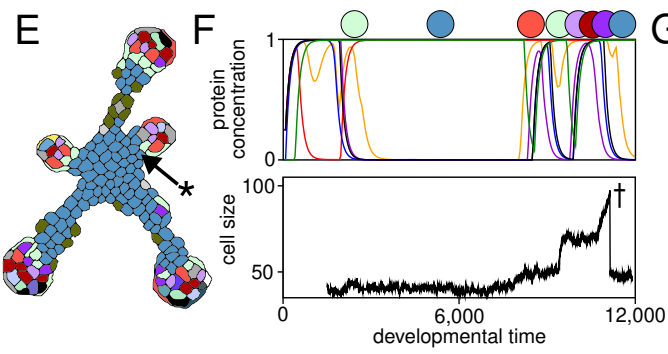 E
F
G
1
protein
concentration
0
*
100
†
cell size
50
0
6,000
12,000
developmental time